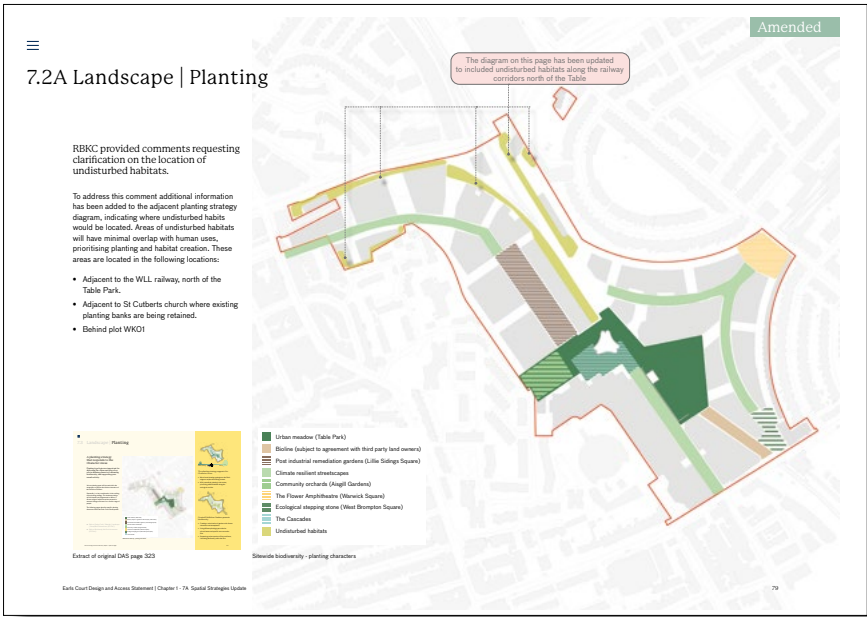 Amended
7.2A Landscape | Planting
The diagram on this page has been updated
to included undisturbed habitats along the railway
corridors north of the Table
RBKC provided comments requesting
clarification on the location of
undisturbed habitats.
To address this comment additional information
has been added to the adjacent planting strategy
diagram, indicating where undisturbed habits
would be located. Areas of undisturbed habitats
will have minimal overlap with human uses,
prioritising planting and habitat creation. These
areas are located in the following locations:
• Adjacent to the WLL railway, north of the
Table Park.
• Adjacent to St Cutberts church where existing
planting banks are being retained.
• Behind plot WK01
Landscape | Planting
Extract of original DAS page 323
Urban meadow (Table Park)
Bioline (subject to agreement with third party land owners)
Post industrial remediation gardens (Lillie Sidings Square)
Climate resilient streetscapes
Community orchards (Aisgill Gardens)
The Flower Amphitheatre (Warwick Square)
Ecological stepping stone (West Brompton Square)
The Cascades
Undisturbed habitats
Sitewide biodiversity - planting characters
Earls Court Design and Access Statement | Chapter 1 - 7A Spatial Strategies Update
79